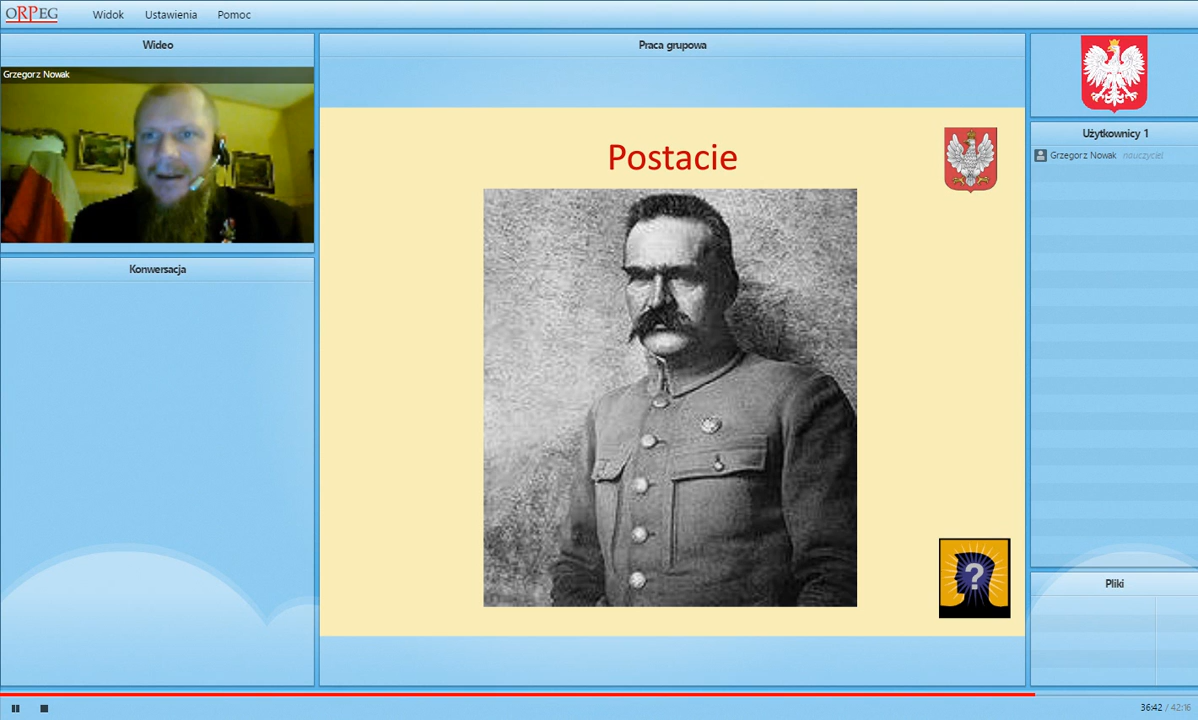 ORPEG
Widok
Ustawienia
Pomoc
Wideo
Grzegorz Nowak
Konwersacja
Praca grupowa
Postacie
?
Użytkownicy 1
Grzegorz Nowak nauczyciel
Pliki
36:42 / 42:16